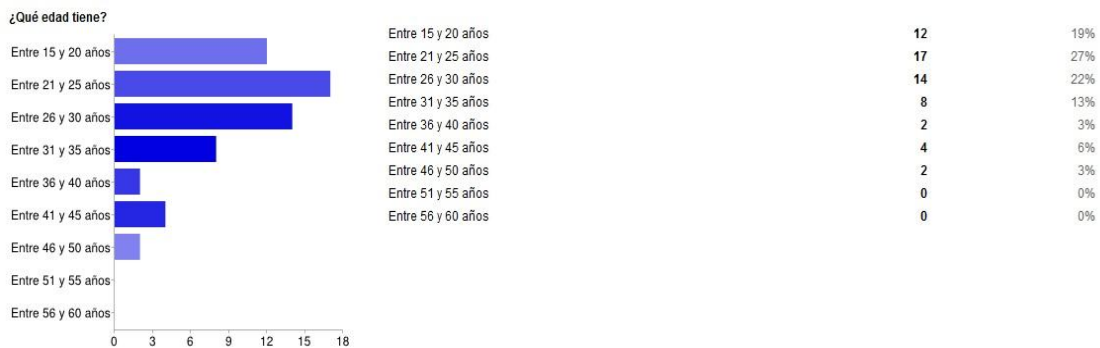 ¿Qué edad tiene?
Entre 15 y 20 años
Entre 21 y 25 años
Entre 26 y 30 años
Entre 31 y 35 años
Entre 36 y 40 años
Entre 41 y 45 años
Entre 46 y 50 años
Entre 51 y 55 años
Entre 56 y 60 años
0 3 6 9 12 15 18
Entre 15 y 20 años 12 19%
Entre 21 y 25 años 17 27%
Entre 26 y 30 años 14 22%
Entre 31 y 35 años 8 13%
Entre 36 y 40 años 2 3%
Entre 41 y 45 años 4 6%
Entre 46 y 50 años 2 3%
Entre 51 y 55 años 0 0%
Entre 56 y 60 años 0 0%